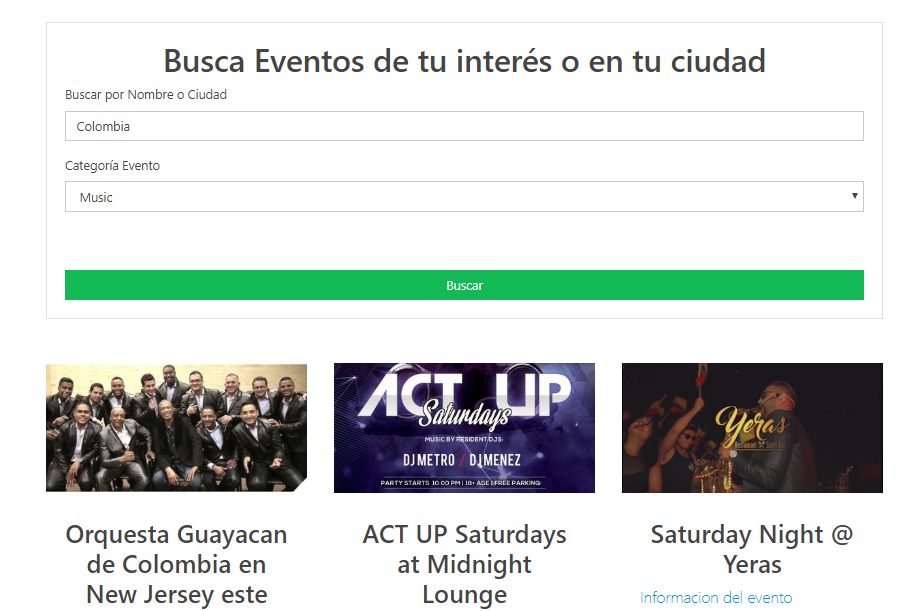 Busca Eventos de tu interés o en tu ciudad
Buscar por Nombre o Ciudad
Colombia
Categoría Evento
Music
Buscar
ACT UP
Saturdays
MUSIC BY RESIDENT DJS:
DJ METRO / DJ MENEZ
PARTY STARTS 10:00 PM | 18+ AGE | FREE PARKING
Yeras
Orquesta Guayacan
de Colombia en
New Jersey este
ACT UP Saturdays
at Midnight
Lounge
Saturday Night @
Yeras
Informacion del evento